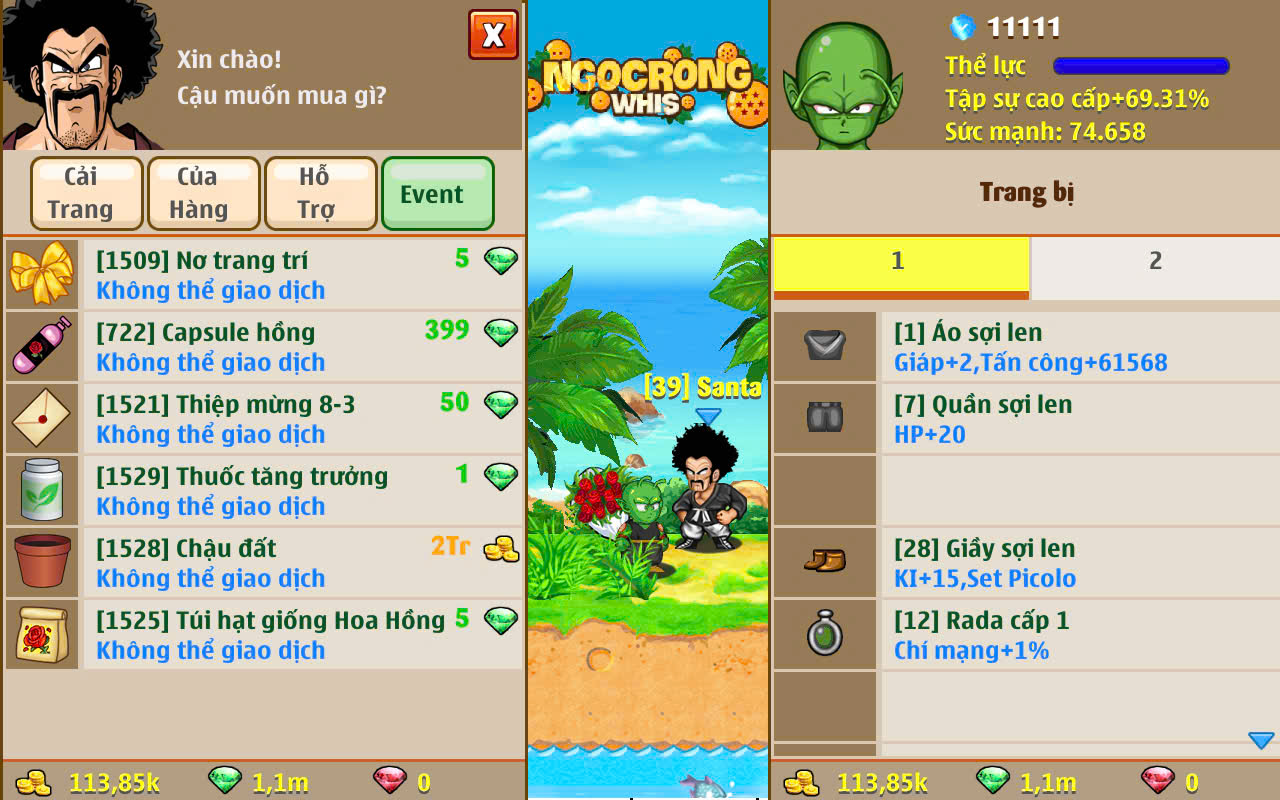 Xin chào!
Cậu muốn mua gì?
X
Cải
Trang
Của
Hàng
Hỗ
Trợ
Event
[1509] Nơ trang trí
5
Không thể giao dịch
[722] Capsule hồng
399
Không thể giao dịch
[1521] Thiệp mừng 8-3
50
Không thể giao dịch
[1529] Thuốc tăng trưởng
1
Không thể giao dịch
[1528] Chậu đất
2Tr
Không thể giao dịch
[1525] Túi hạt giống Hoa Hồng
5
Không thể giao dịch
113,85k
1,1m
0
NGOCRONG
WHIS
[39] Santa
11111
Thể lực
Tập sự cao cấp+69.31%
Sức mạnh: 74.658
Trang bị
1
2
[1] Áo sợi len
Giáp+2,Tấn công+61568
[7] Quần sợi len
HP+20
[28] Giầy sợi len
KI+15,Set Picolo
[12] Rada cấp 1
Chí mạng+1%
113,85k
1,1m
0